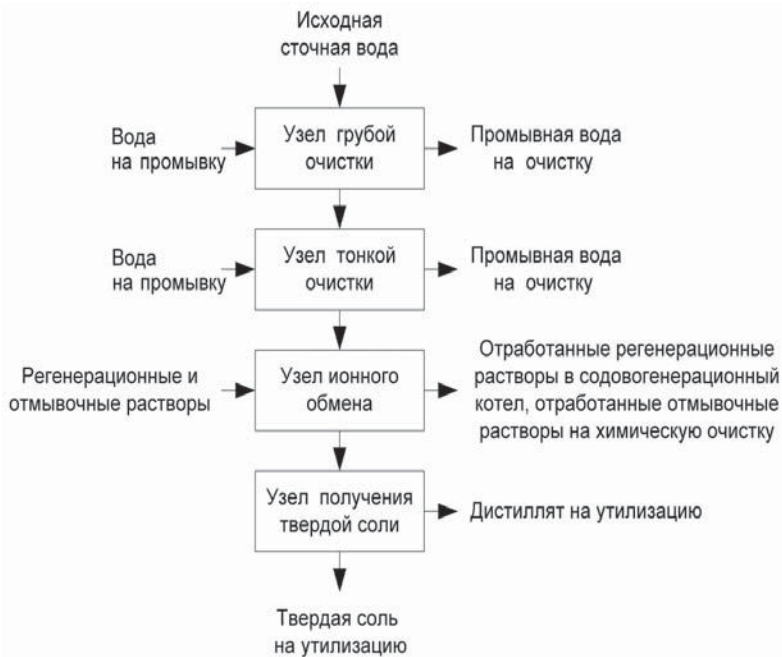 Исходная
сточная вода
Вода
на промывку
Узел грубой
очистки
Промывная вода
на очистку
Вода
на промывку
Узел тонкой
очистки
Промывная вода
на очистку
Регенерационные и
отмывочные растворы
Узел ионного
обмена
Отработанные регенерационные
растворы в содовогенерационный
котел, отработанные отмывочные
растворы на химическую очистку
Узел получения
твердой соли
Дистиллят на утилизацию
Твердая соль
на утилизацию